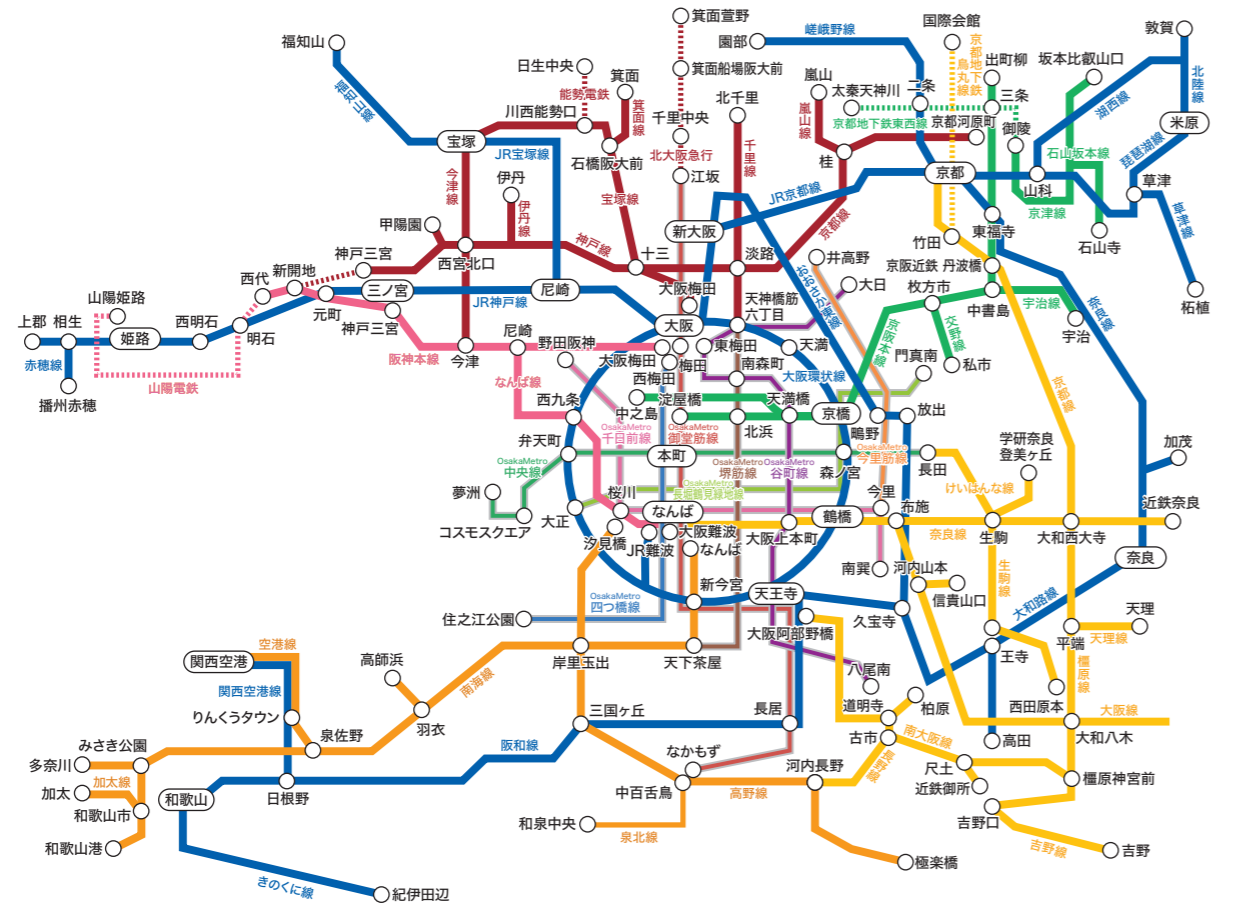 箕面萱野
国際会館
敦賀
福知山
園部
嵯峨野線
京都地下鉄
烏丸線
出町柳
坂本比叡山口
日生中央
箕面
箕面船場阪大前
嵐山
太秦天神川
二条
三条
北陸線
福知山線
能勢電鉄
川西能勢口
箕面線
千里中央
北千里
嵐山線
京都地下鉄東西線
京都河原町
御陵
湖西線
米原
宝塚
JR宝塚線
石橋阪大前
北大阪急行
千里線
桂
石山坂本線
琵琶湖線
今津線
伊丹
伊丹線
宝塚線
江坂
JR京都線
京都
山科
京津線
草津
草津線
甲陽園
神戸線
新大阪
京都線
竹田
東福寺
石山寺
神戸三宮
西宮北口
十三
淡路
井高野
京阪近鉄 丹波橋
西代
新開地
三ノ宮
JR神戸線
尼崎
大阪梅田
おおさか東線
大日
枚方市
中書島
宇治線
奈良線
柘植
山陽姫路
元町
神戸三宮
天神橋筋
六丁目
京阪本線
交野線
宇治
上郡
相生
姫路
西明石
明石
阪神本線
今津
尼崎
野田阪神
大阪
大阪梅田
梅田
東梅田
天満
門真南
私市
赤穂線
山陽電鉄
なんば線
西梅田
南森町
大阪環状線
京都線
播州赤穂
西九条
中之島
淀屋橋
北浜
天満橋
京橋
鴫野
放出
弁天町
OsakaMetro
千日前線
OsakaMetro
御堂筋線
OsakaMetro
今里筋線
学研奈良
登美ヶ丘
加茂
OsakaMetro
中央線
本町
OsakaMetro
堺筋線
OsakaMetro
谷町線
森ノ宮
長田
けいはんな線
夢洲
OsakaMetro
長堀鶴見緑地線
コスモスクエア
大正
桜川
なんば
鶴橋
今里
布施
近鉄奈良
汐見橋
JR難波
大阪難波
なんば
大阪上本町
奈良線
生駒
大和西大寺
奈良
南巽
河内山本
信貴山口
生駒線
大和路線
OsakaMetro
四つ橋線
新今宮
天王寺
住之江公園
大阪阿部野橋
久宝寺
天理
天理線
空港線
関西空港
高師浜
岸里玉出
天下茶屋
八尾南
王寺
平端
橿原線
関西空港線
南海線
道明寺
柏原
西田原本
りんくうタウン
羽衣
三国ヶ丘
長居
大阪線
みさき公園
泉佐野
阪和線
なかもず
古市
南大阪線
高田
大和八木
多奈川
河内長野
長野線
尺土
加太線
加太
和歌山
日根野
中百舌鳥
高野線
近鉄御所
橿原神宮前
和歌山市
和泉中央
泉北線
吉野口
和歌山港
吉野線
吉野
極楽橋
きのくに線
紀伊田辺